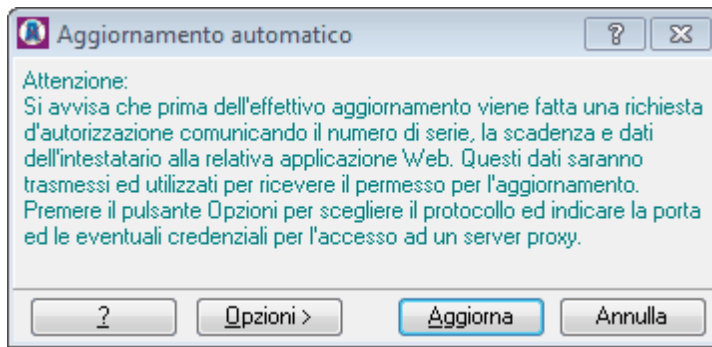 Aggiornamento automatico
Attenzione:
Si avvisa che prima dell'effettivo aggiornamento viene fatta una richiesta
d'autorizzazione comunicando il numero di serie, la scadenza e dati
dell'intestatario alla relativa applicazione Web. Questi dati saranno
trasmessi ed utilizzati per ricevere il permesso per l'aggiornamento.
Premere il pulsante Opzioni per scegliere il protocollo ed indicare la porta
ed le eventuali credenziali per l'accesso ad un server proxy.
? Opzioni > Aggiorna Annulla